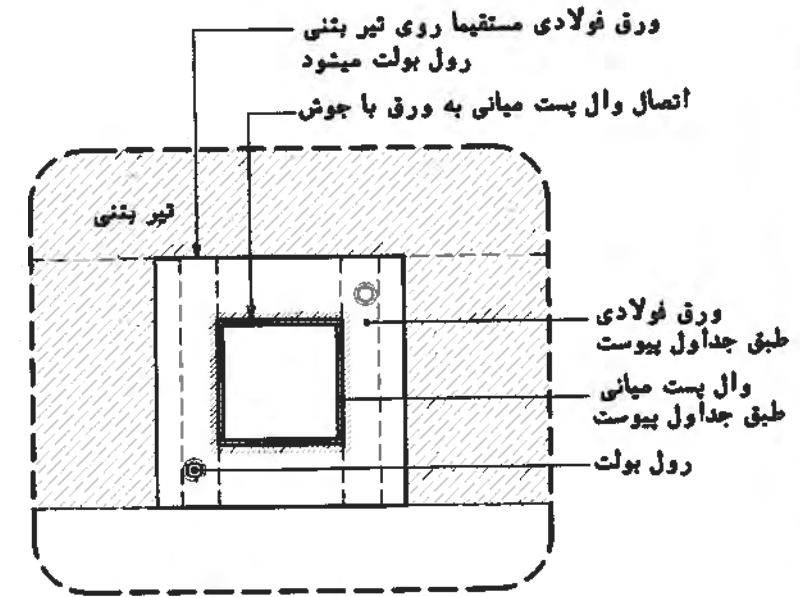 ورق فولادی مستقیما روی تیر بتنی
رول بولت میشود
اتصال وال پست میانی به ورق با جوش
تیر بتنی
ورق فولادی
طبق جداول پیوست
وال پست میانی
طبق جداول پیوست
رول بولت